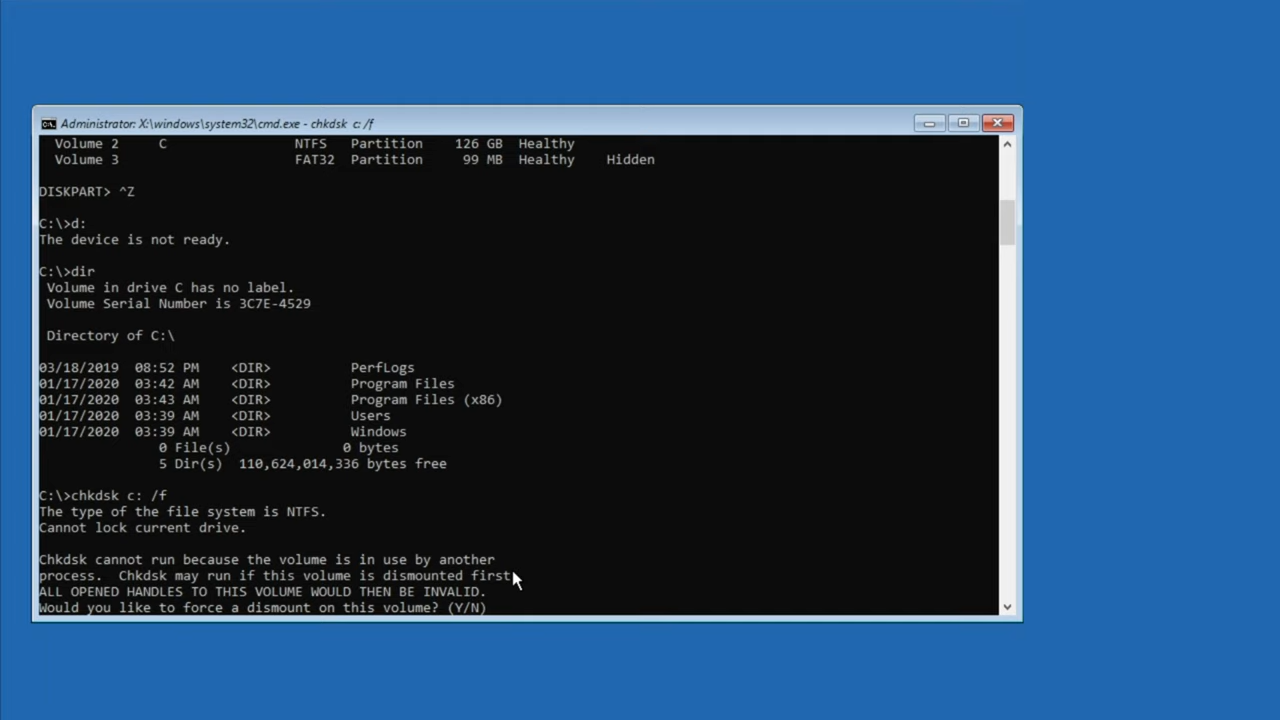 Administrator: X:\windows\system32\cmd.exe - chkdsk c: /f
Volume 2 C NTFS Partition 126 GB Healthy
Volume 3 FAT32 Partition 99 MB Healthy Hidden
DISKPART> ^Z
C:\>d:
The device is not ready.
C:\>dir
Volume in drive C has no label.
Volume Serial Number is 3C7E-4529
Directory of C:\
03/18/2019 08:52 PM <DIR> PerfLogs
01/17/2020 03:42 AM <DIR> Program Files
01/17/2020 03:43 AM <DIR> Program Files (x86)
01/17/2020 03:39 AM <DIR> Users
01/17/2020 03:39 AM <DIR> Windows
0 File(s) 0 bytes
5 Dir(s) 110,624,014,336 bytes free
C:\>chkdsk c: /f
The type of the file system is NTFS.
Cannot lock current drive.
Chkdsk cannot run because the volume is in use by another
process. Chkdsk may run if this volume is dismounted first
ALL OPENED HANDLES TO THIS VOLUME WOULD THEN BE INVALID.
Would you like to force a dismount on this volume? (Y/N)